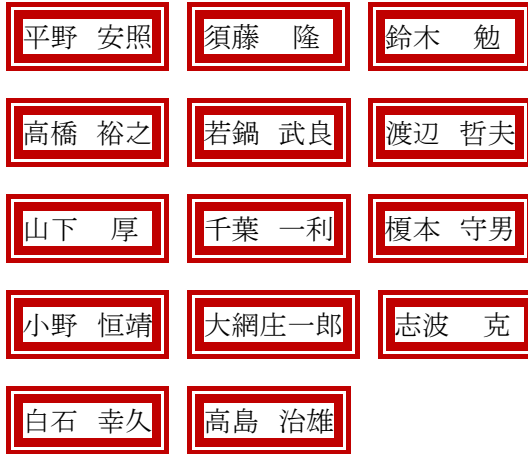 平野 安照 須藤 隆 鈴木 勉
高橋 裕之 若鍋 武良 渡辺 哲夫
山下 厚 千葉 一利 榎本 守男
小野 恒靖 大網庄一郎 志波 克
白石 幸久 高島 治雄